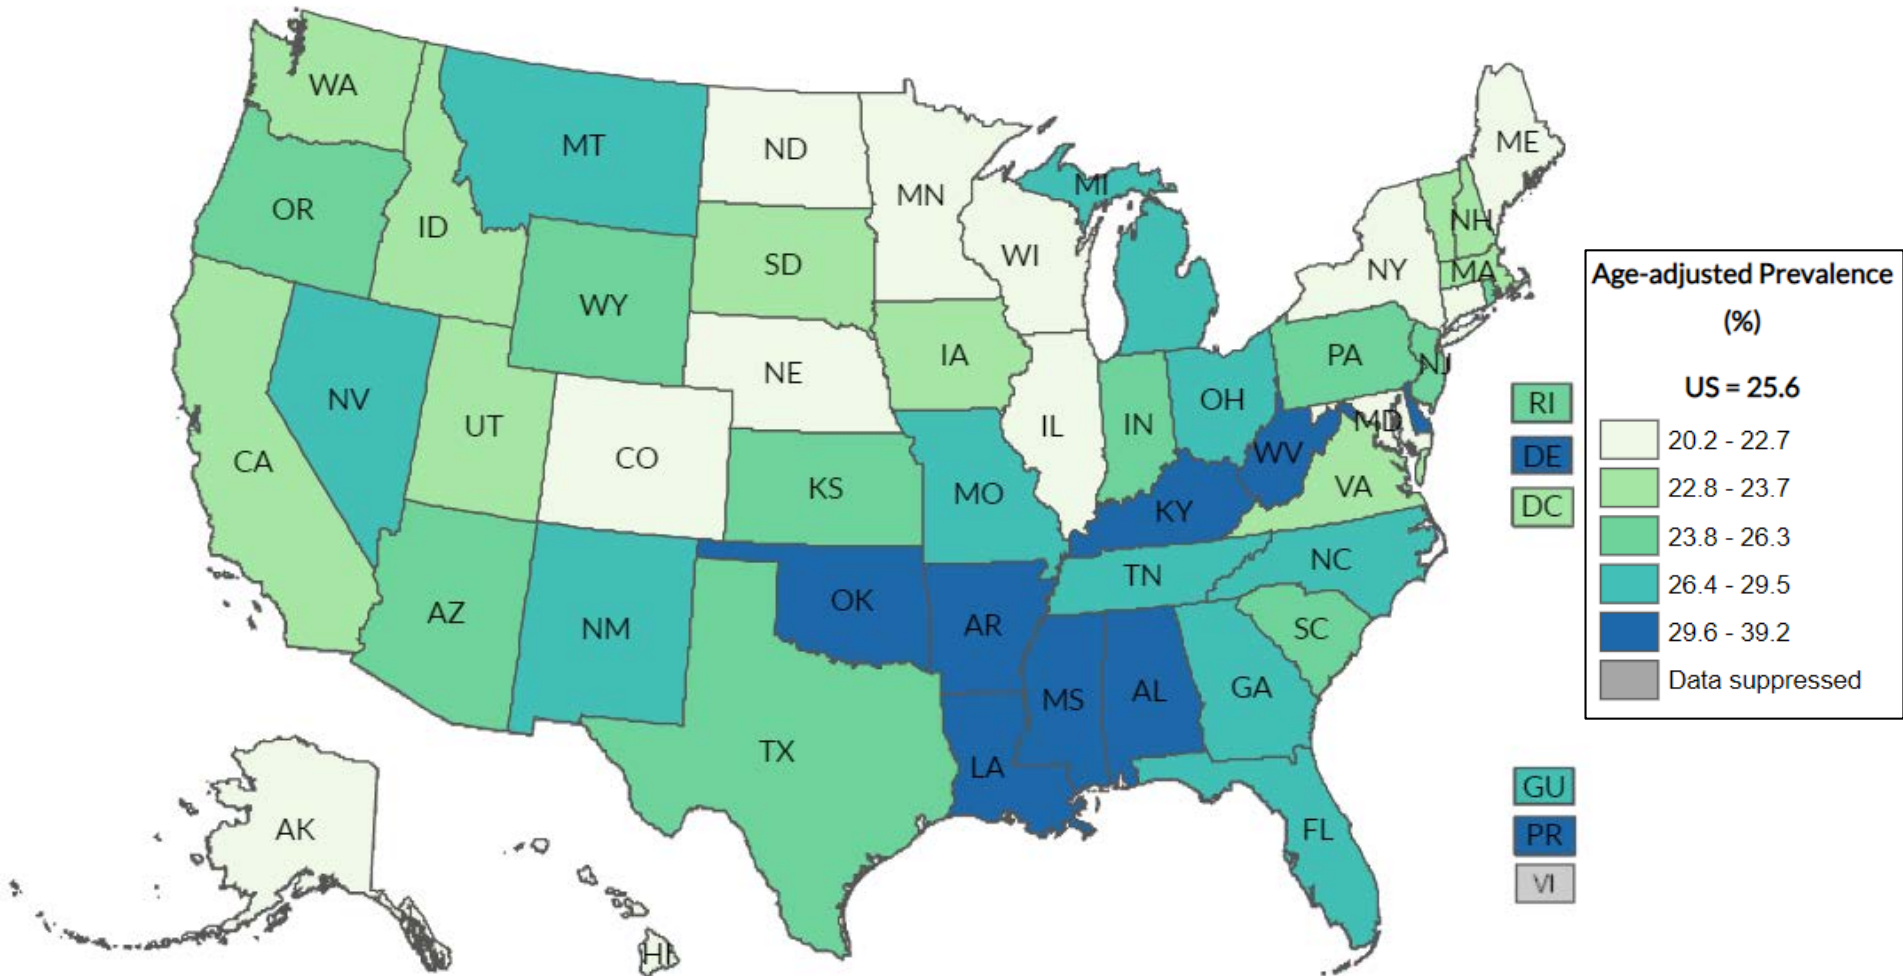 WA
MT
ND
MN
ME
MI
OR
ID
SD
WI
NH
NY
MA
WY
IA
PA
NJ
NE
NV
UT
CO
IL
IN
OH
MD
CA
KS
MO
WV
VA
KY
AZ
NM
OK
AR
TN
NC
SC
MS
AL
GA
TX
LA
FL
AK
HI
RI
DE
DC
GU
PR
VI
Age-adjusted Prevalence
(%)
US = 25.6
20.2 - 22.7
22.8 - 23.7
23.8 - 26.3
26.4 - 29.5
29.6 - 39.2
Data suppressed